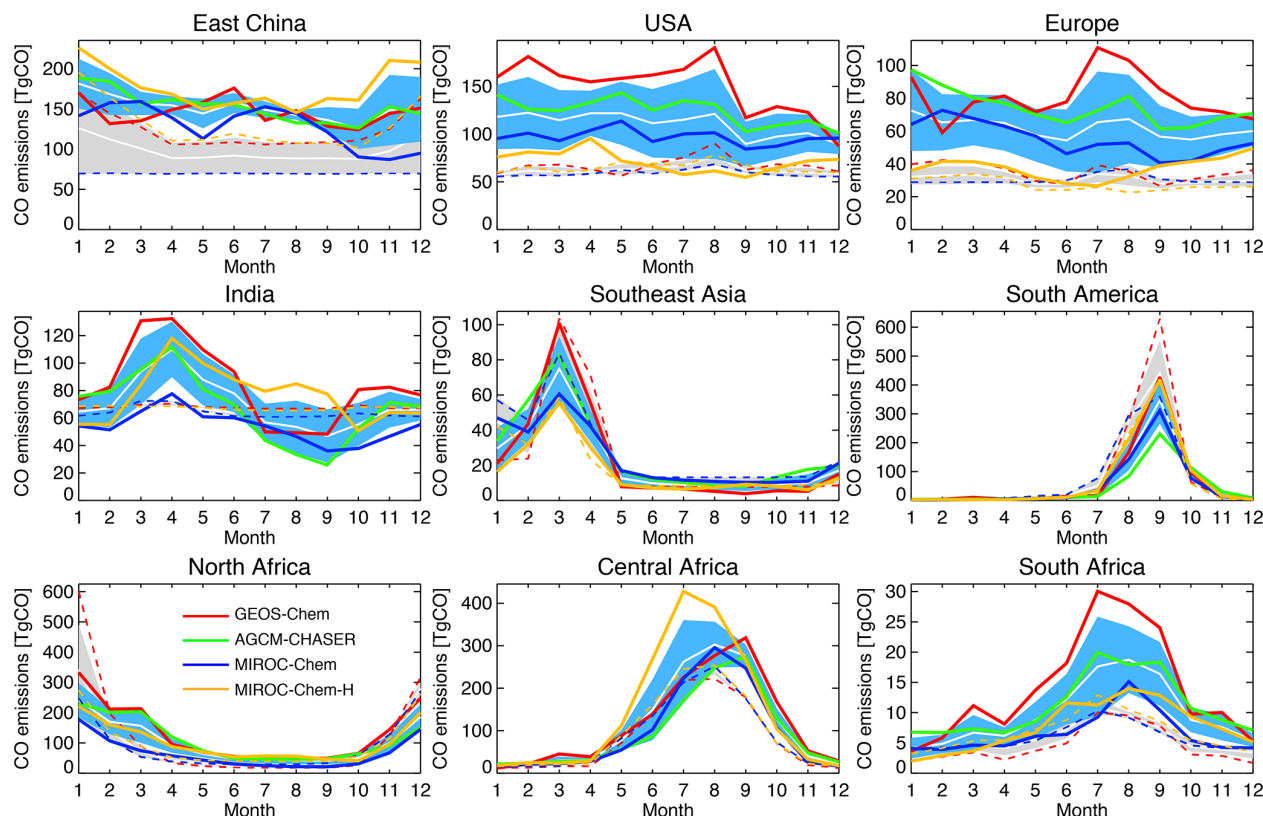 East China
CO emissions [TgCO]
200
150
100
50
0
1 2 3 4 5 6 7 8 9 10 11 12
Month
USA
CO emissions [TgCO]
150
100
50
0
1 2 3 4 5 6 7 8 9 10 11 12
Month
Europe
CO emissions [TgCO]
100
80
60
40
20
0
1 2 3 4 5 6 7 8 9 10 11 12
Month
India
CO emissions [TgCO]
120
100
80
60
40
20
0
1 2 3 4 5 6 7 8 9 10 11 12
Month
Southeast Asia
CO emissions [TgCO]
100
80
60
40
20
0
1 2 3 4 5 6 7 8 9 10 11 12
Month
South America
CO emissions [TgCO]
600
500
400
300
200
100
0
1 2 3 4 5 6 7 8 9 10 11 12
Month
North Africa
CO emissions [TgCO]
600
500
400
300
200
100
0
GEOS-Chem
AGCM-CHASER
MIROC-Chem
MIROC-Chem-H
1 2 3 4 5 6 7 8 9 10 11 12
Month
Central Africa
CO emissions [TgCO]
400
300
200
100
0
1 2 3 4 5 6 7 8 9 10 11 12
Month
South Africa
CO emissions [TgCO]
30
25
20
15
10
5
0
1 2 3 4 5 6 7 8 9 10 11 12
Month